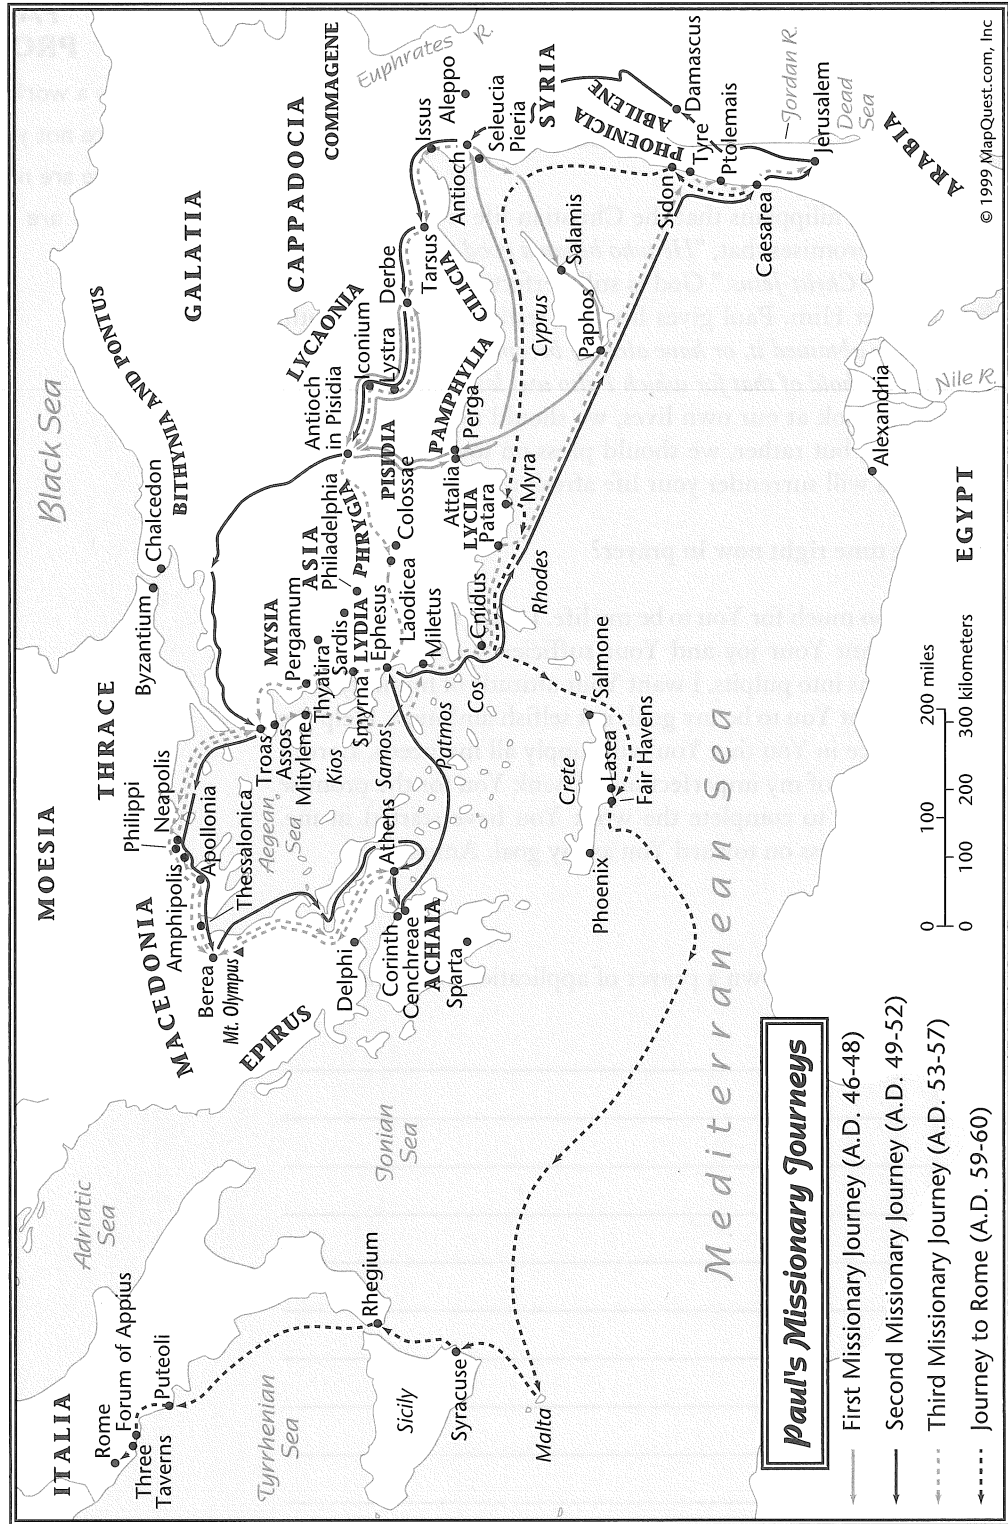 ITALIA
Rome
Forum of Appius
Three
Taverns
Puteoli
Adriatic
Sea
Tyrrhenian
Sea
Rhegium
Sicily
Syracuse
Malta
Ionian
Sea
MOESIA
THRACE
MACEDONIA
Philippi
Neapolis
Amphipolis
Apollonia
Thessalonica
Berea
Mt. Olympus
EPIRUS
Aegean
Sea
Delphi
Athens
Corinth
Cenchreae
ACHAIA
Sparta
Black Sea
Byzantium
Chalcedon
BITHYNIA AND PONTIUS
GALATIA
CAPPADOCIA
COMMAGENE
Euphrates
R.
MYSIA
Pergamum
ASIA
Philadelphia
PHRYGIA
Troas
Assos
Mitylene
Thyatira
Sardis
LYDIA
Kios
Smyrna
Ephesus
Laodicea
Colossae
Samos
Miletus
Patmos
Cos
Cnidus
Rhodes
Antioch
in Pisidia
PISIDIA
LYCAONIA
Iconium
Lystra
Derbe
Tarsus
CILICIA
PAMPHYLIA
Perga
Attalia
LYCIA
Patara
Myra
Issus
Aleppo
Antioch
Seleucia
Pieria
SYRIA
Cyprus
Salamis
Paphos
PHOENICIA
ABILENE
Damascus
Sidon
Tyre
Ptolemais
Caesarea
Jordan R.
Jerusalem
Dead
Sea
ARABIA
Crete
Salmone
Lasea
Fair Havens
Phoenix
Mediterranean Sea
Alexandria
Nile R.
EGYPT
0 100 200 miles
0 100 200 300 kilometers
Paul's Missionary Journeys
First Missionary Journey (A.D. 46-48)
Second Missionary Journey (A.D. 49-52)
Third Missionary Journey (A.D. 53-57)
Journey to Rome (A.D. 59-60)
© 1999 MapQuest.com, Inc